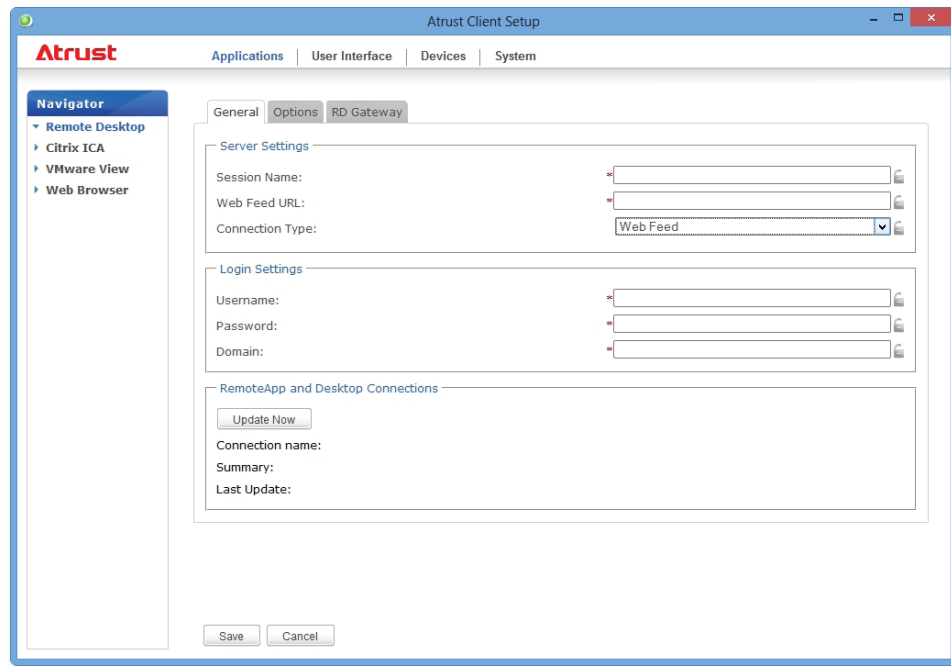 Atrust Client Setup
Atrust
Applications User Interface Devices System
Navigator
Remote Desktop
Citrix ICA
VMware View
Web Browser
General Options RD Gateway
Server Settings
Session Name: *
Web Feed URL: *
Connection Type: Web Feed
Login Settings
Username: *
Password: *
Domain: *
RemoteApp and Desktop Connections
Update Now
Connection name:
Summary:
Last Update:
Save Cancel